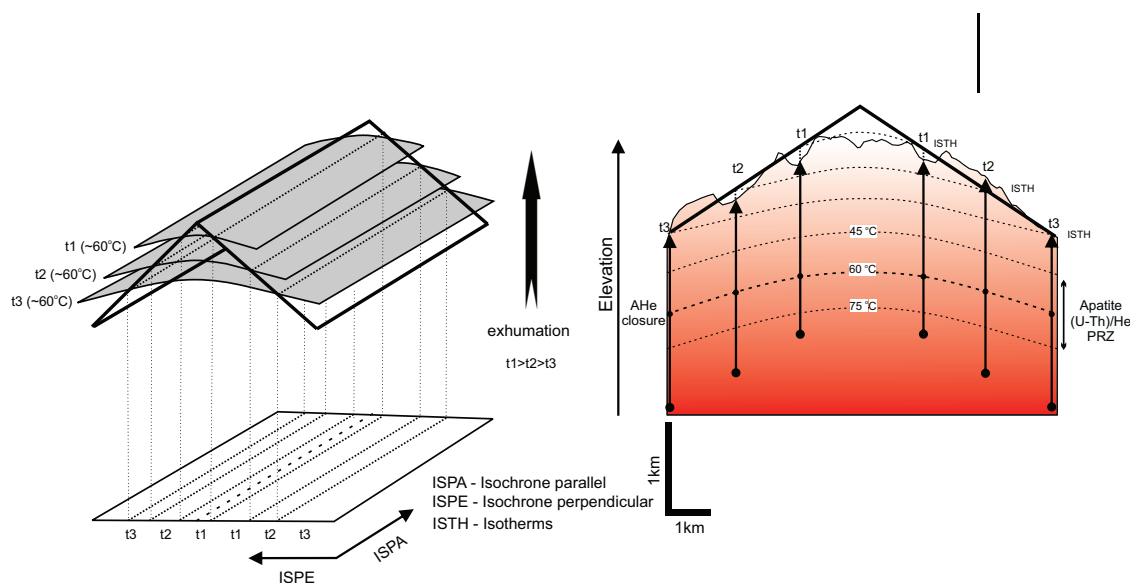 t1 (~60°C)
t2 (~60°C)
t3 (~60°C)
exhumation
t1>t2>t3
t3
t2
t1
t1
t2
t3
ISPE
ISPA
ISPA - Isochrone parallel
ISPE - Isochrone perpendicular
ISTH - Isotherms
Elevation
t1
t1
ISTH
t2
t2
ISTH
t3
t3
ISTH
45 °C
60 °C
75 °C
AHe
closure
Apatite
(U-Th)/He
PRZ
1km
1km